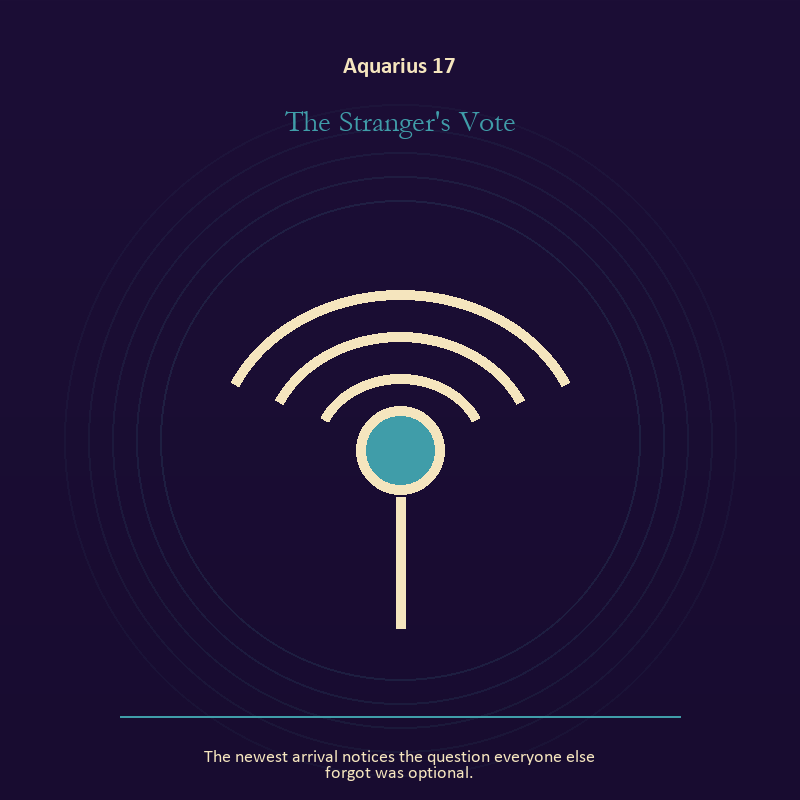 Aquarius 17
The Stranger's Vote
The newest arrival notices the question everyone else
forgot was optional.